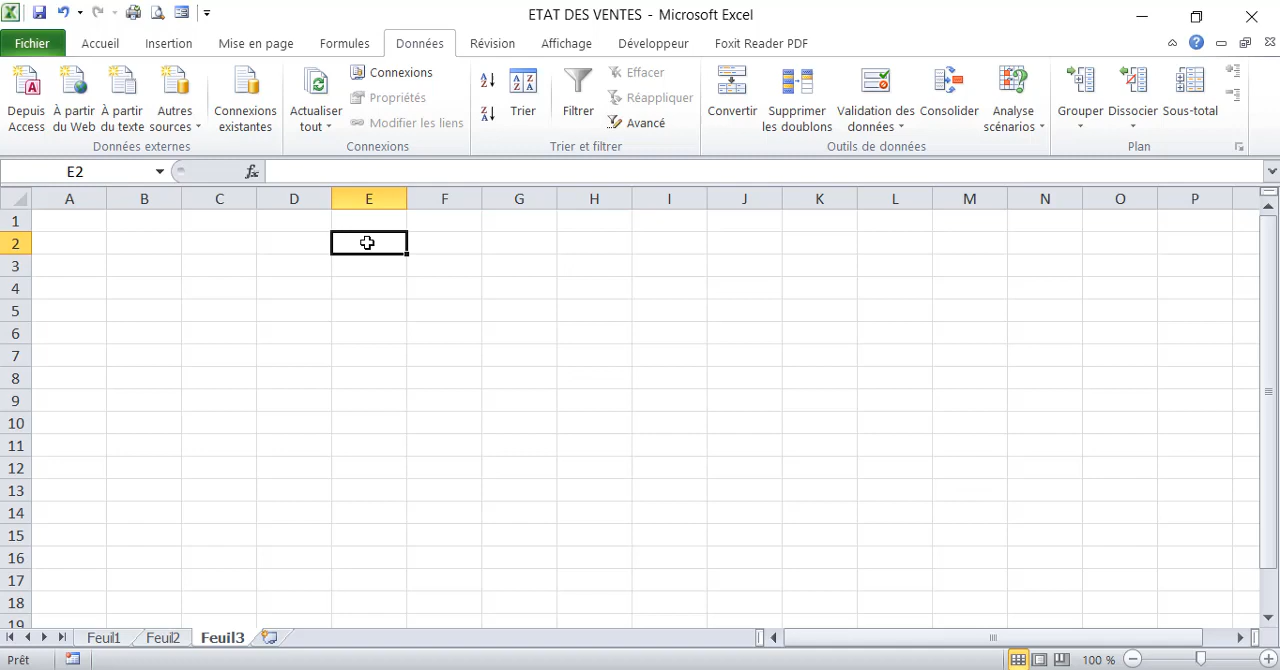 ETAT DES VENTES - Microsoft Excel
Fichier Accueil Insertion Mise en page Formules Données Révision Affichage Développeur Foxit Reader PDF
Depuis Access
À partir du Web
À partir du texte
Autres sources
Connexions existantes
Données externes
Actualiser tout
Connexions
Propriétés
Modifier les liens
Connexions
Trier
Filtrer
Effacer
Réappliquer
Avancé
Trier et filtrer
Convertir
Supprimer les doublons
Validation des données
Consolider
Analyse scénarios
Outils de données
Grouper
Dissocier
Sous-total
Plan
E2
fx
A B C D E F G H I J K L M N O P
1
2
3
4
5
6
7
8
9
10
11
12
13
14
15
16
17
18
19
Feuil1 Feuil2 Feuil3
Prêt
100 %